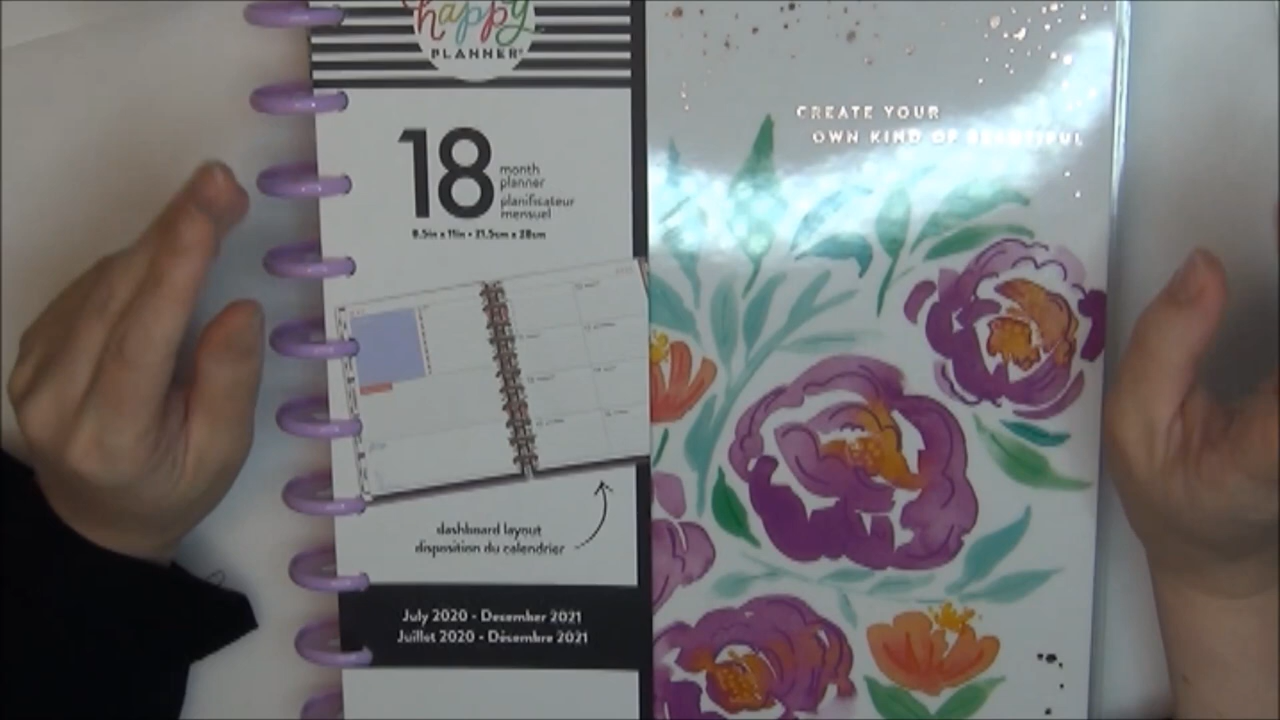 happy
PLANNER®
18
month
planner
planificateur
mensuel
8.5in x 11in • 21.5cm x 28cm
dashboard layout
disposition du calendrier
July 2020 - December 2021
Juillet 2020 - Décembre 2021
CREATE YOUR
OWN KIND OF BEAUTIFUL